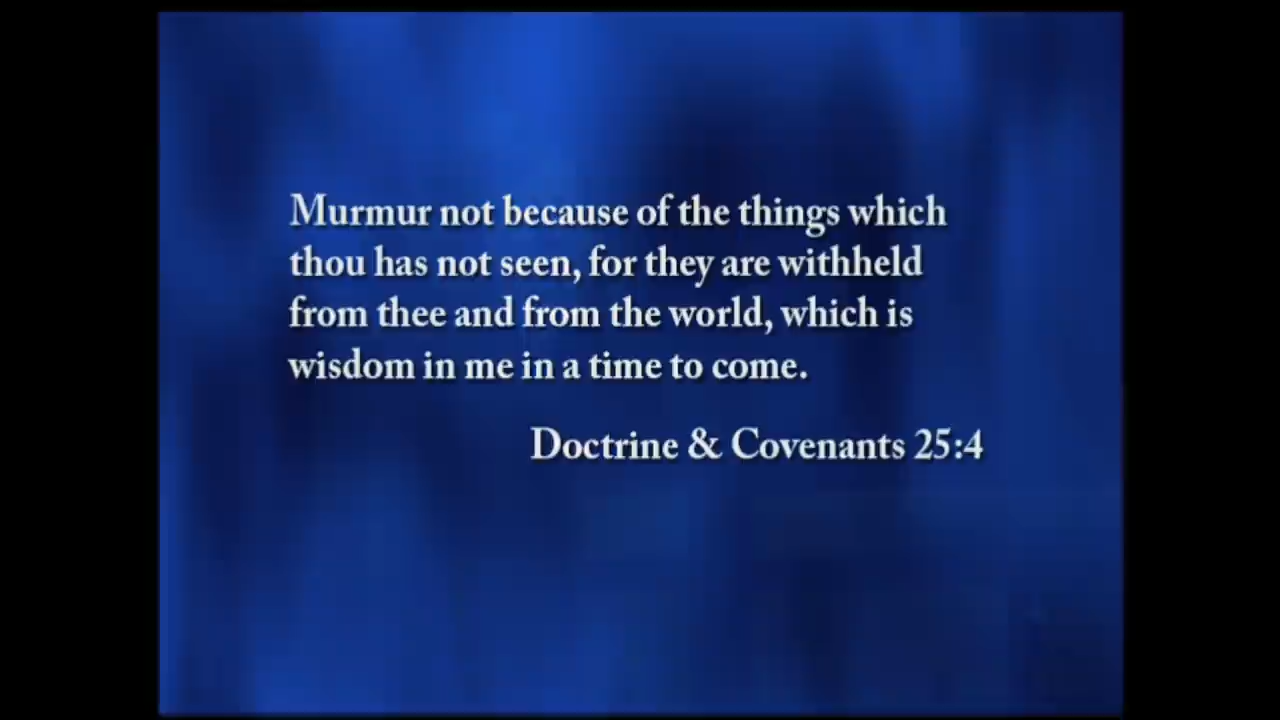 Murmur not because of the things which
thou has not seen, for they are withheld
from thee and from the world, which is
wisdom in me in a time to come.
Doctrine & Covenants 25:4